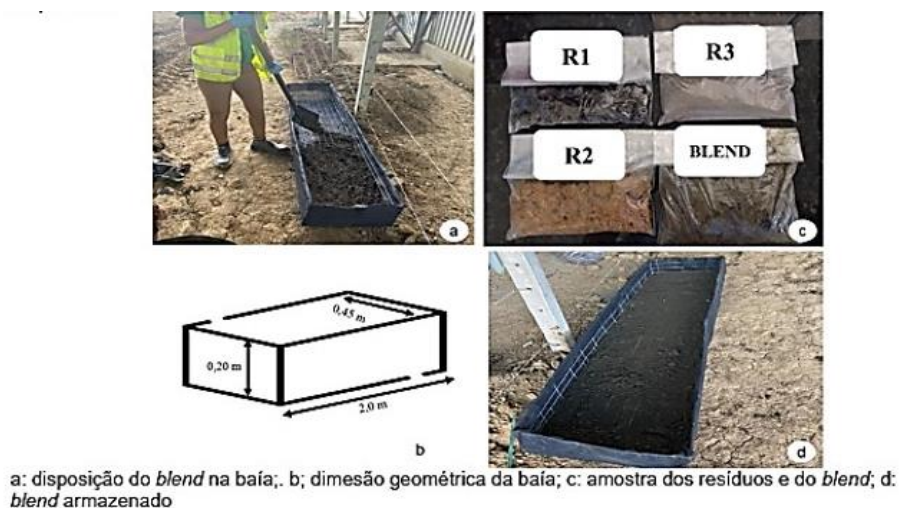 a
R1
R3
R2
BLEND
c
0,45 m
0,20 m
2,0 m
b
d
a: disposição do blend na baía;. b; dimesão geométrica da baía; c: amostra dos resíduos e do blend; d:
blend armazenado